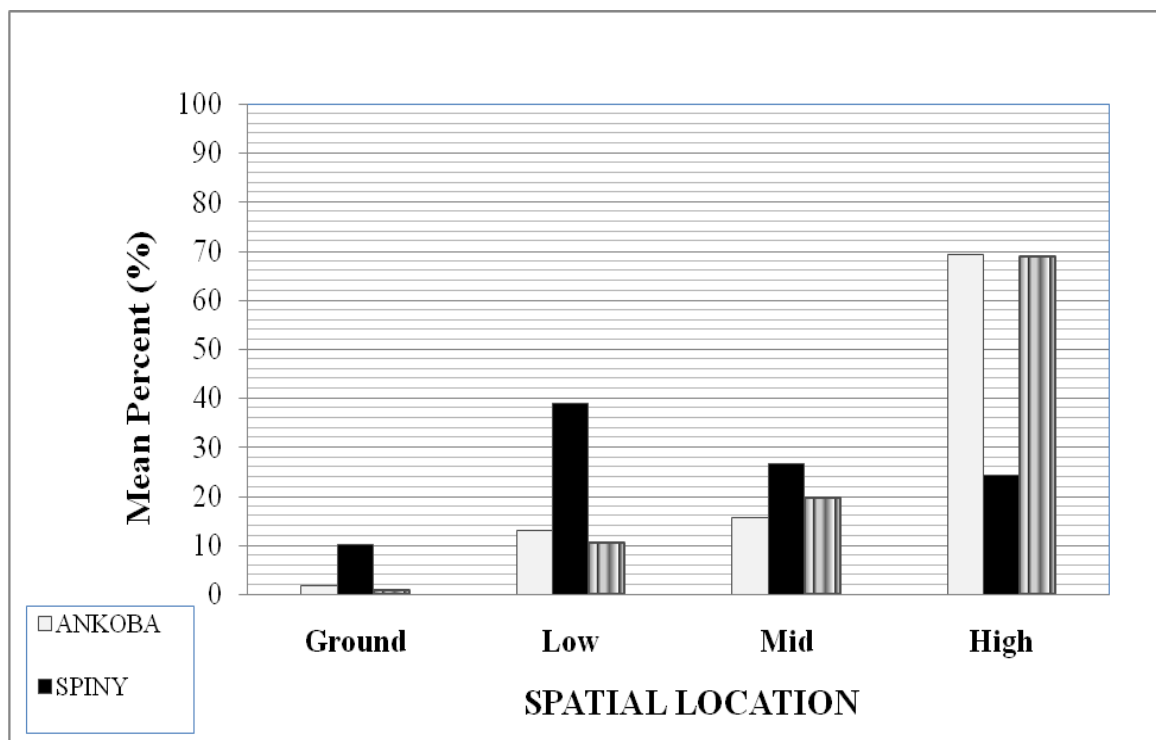 100
90
80
70
60
50
40
30
20
10
0
Mean Percent (%)
Ground Low Mid High
SPATIAL LOCATION
ANKOBA
SPINY